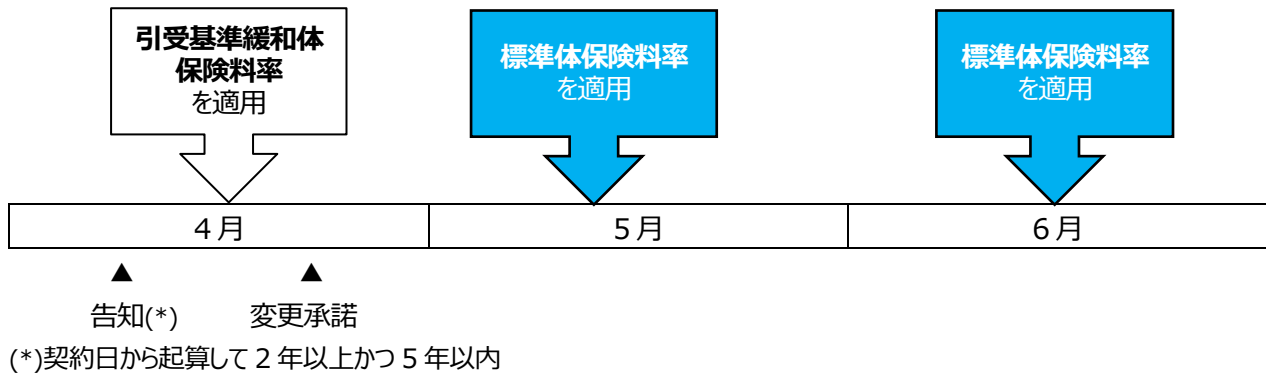 引受基準緩和体
保険料率
を適用
標準体保険料率
を適用
標準体保険料率
を適用
4月
5月
6月
▲
▲
告知(*)
変更承諾
(*)契約日から起算して2年以上かつ5年以内